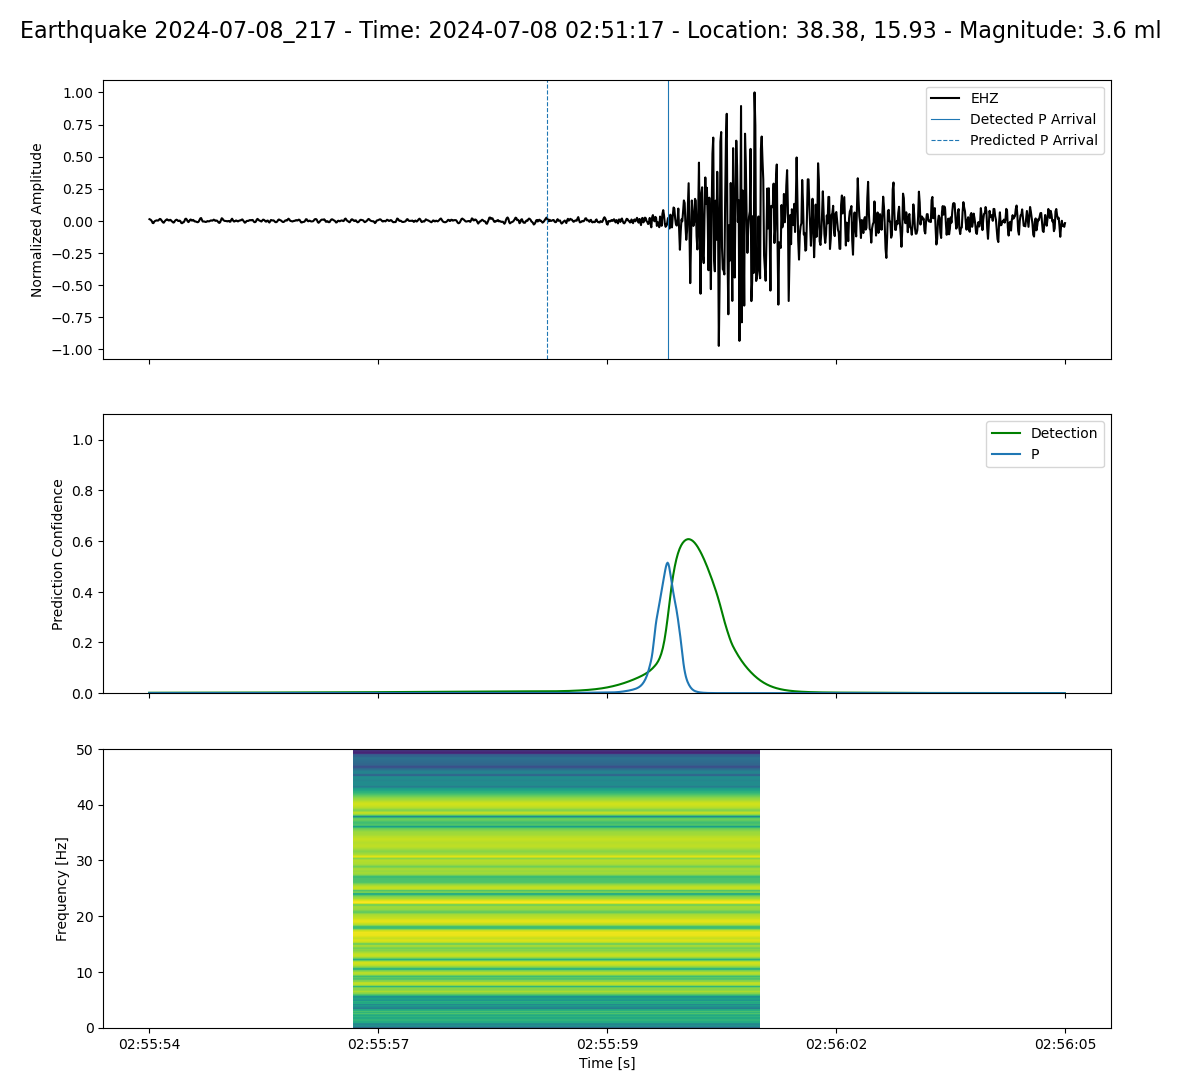 Earthquake 2024-07-08_217 - Time: 2024-07-08 02:51:17 - Location: 38.38, 15.93 - Magnitude: 3.6 ml
Normalized Amplitude
1.00
0.75
0.50
0.25
0.00
−0.25
−0.50
−0.75
−1.00
EHZ
Detected P Arrival
Predicted P Arrival
Prediction Confidence
1.0
0.8
0.6
0.4
0.2
0.0
Detection
P
Frequency [Hz]
50
40
30
20
10
0
02:55:54 02:55:57 02:55:59 02:56:02 02:56:05
Time [s]